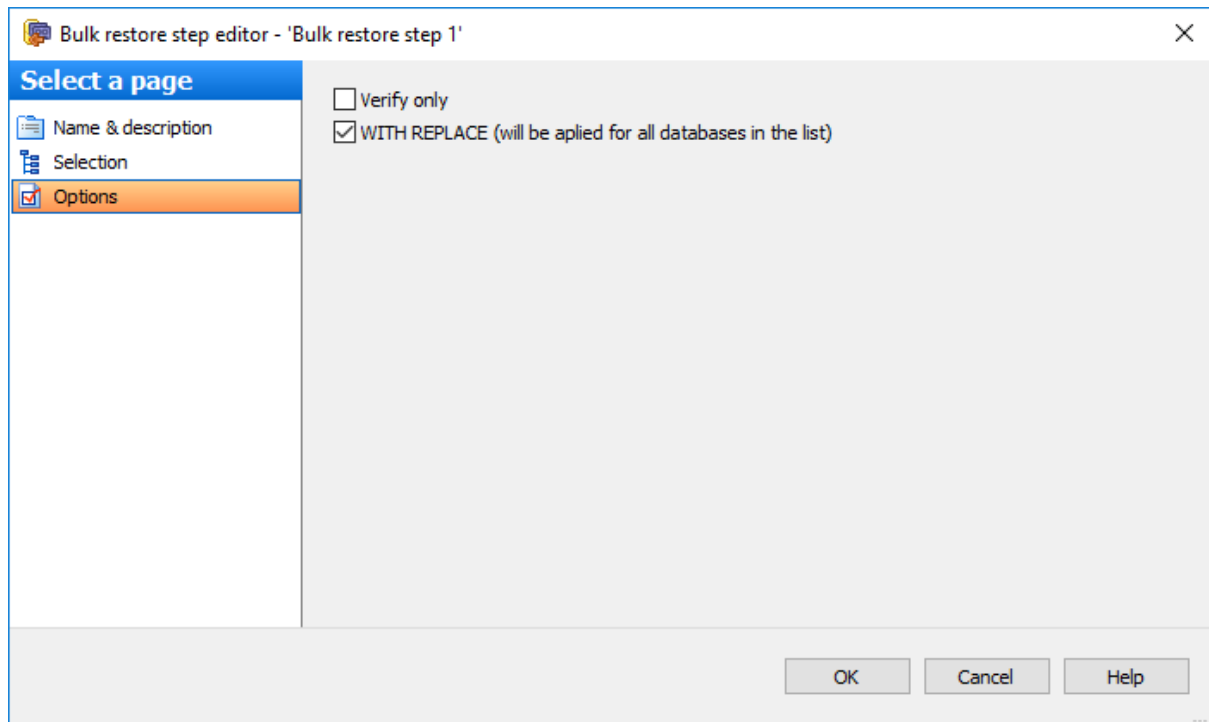 Bulk restore step editor - 'Bulk restore step 1'
Select a page
Name & description
Selection
Options
Verify only
WITH REPLACE (will be aplied for all databases in the list)
OK
Cancel
Help